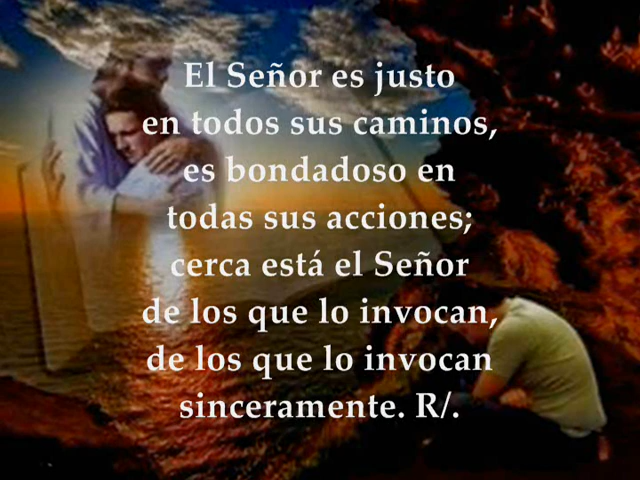 El Señor es justo
en todos sus caminos,
es bondadoso en
todas sus acciones;
cerca está el Señor
de los que lo invocan,
de los que lo invocan
sinceramente. R/.